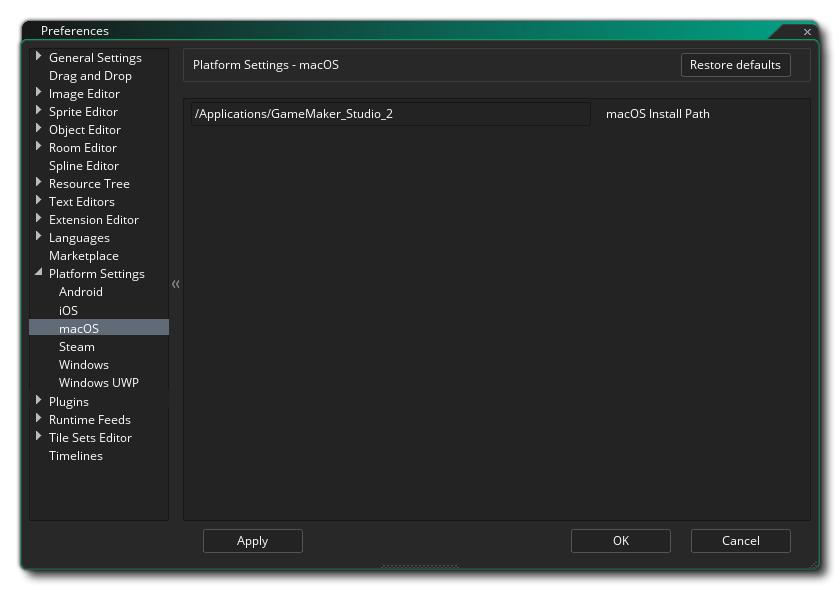 Preferences
General Settings
Drag and Drop
Image Editor
Sprite Editor
Object Editor
Room Editor
Spline Editor
Resource Tree
Text Editors
Extension Editor
Languages
Marketplace
Platform Settings
Android
iOS
macOS
Steam
Windows
Windows UWP
Plugins
Runtime Feeds
Tile Sets Editor
Timelines
Platform Settings - macOS
Restore defaults
/Applications/GameMaker_Studio_2
macOS Install Path
Apply
OK
Cancel